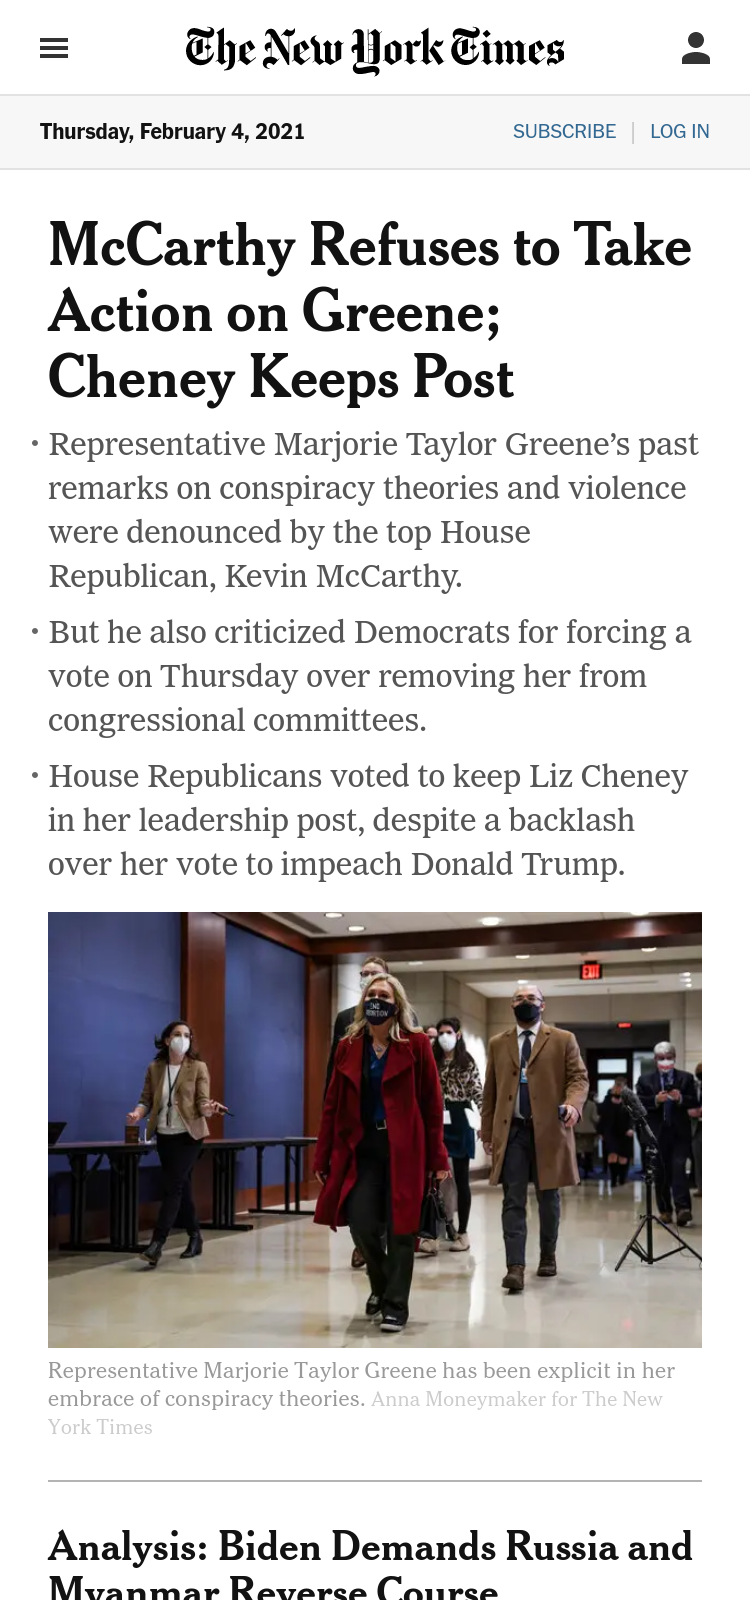 The New York Times
Thursday, February 4, 2021
SUBSCRIBE | LOG IN
McCarthy Refuses to Take
Action on Greene;
Cheney Keeps Post
• Representative Marjorie Taylor Greene’s past
remarks on conspiracy theories and violence
were denounced by the top House
Republican, Kevin McCarthy.
• But he also criticized Democrats for forcing a
vote on Thursday over removing her from
congressional committees.
• House Republicans voted to keep Liz Cheney
in her leadership post, despite a backlash
over her vote to impeach Donald Trump.
EXIT
Representative Marjorie Taylor Greene has been explicit in her
embrace of conspiracy theories. Anna Moneymaker for The New
York Times
Analysis: Biden Demands Russia and
Myanmar Reverse Course